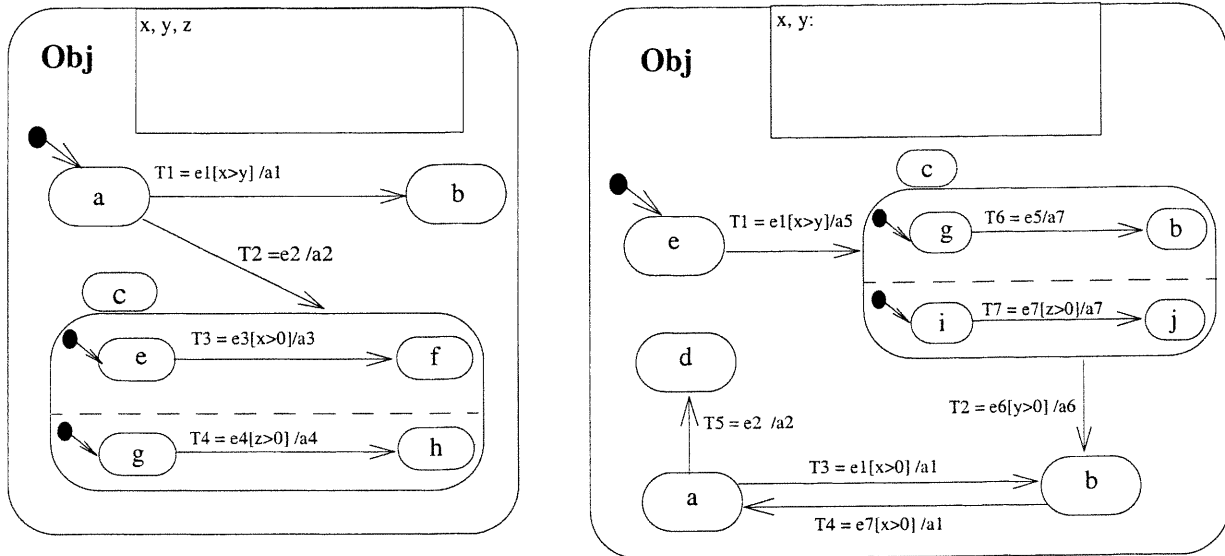 x, y, z
Obj
T1 = e1[x>y] /a1
a
b
T2 =e2 /a2
c
T3 = e3[x>0]/a3
e
f
T4 = e4[z>0] /a4
g
h
x, y:
Obj
c
T1 = e1[x>y]/a5
e
T6 = e5/a7
g
b
T7 = e7[z>0]/a7
i
j
d
T2 = e6[y>0] /a6
T5 = e2 /a2
T3 = e1[x>0] /a1
a
b
T4 = e7[x>0] /a1